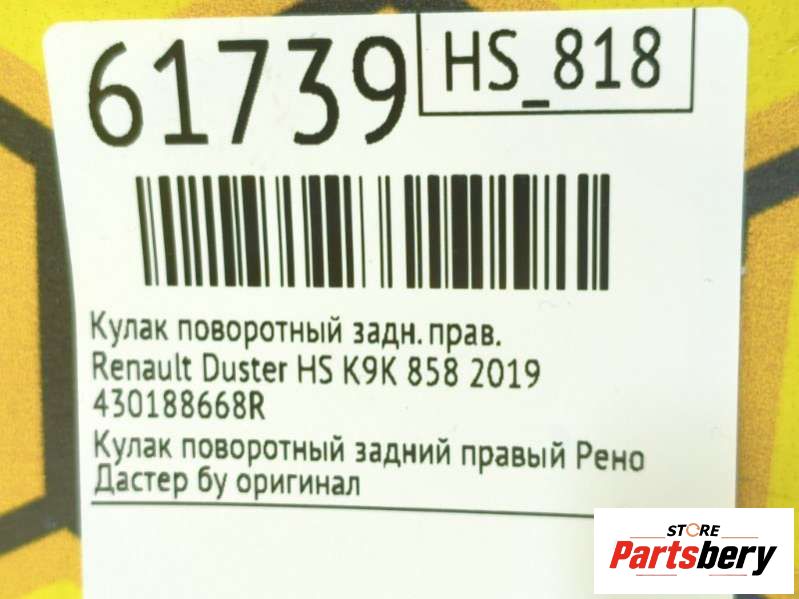 61739
HS_818
Кулак поворотный задн. прав.
Renault Duster HS K9K 858 2019
430188668R
Кулак поворотный задний правый Рено
Дастер бу оригинал
STORE
Partsbery